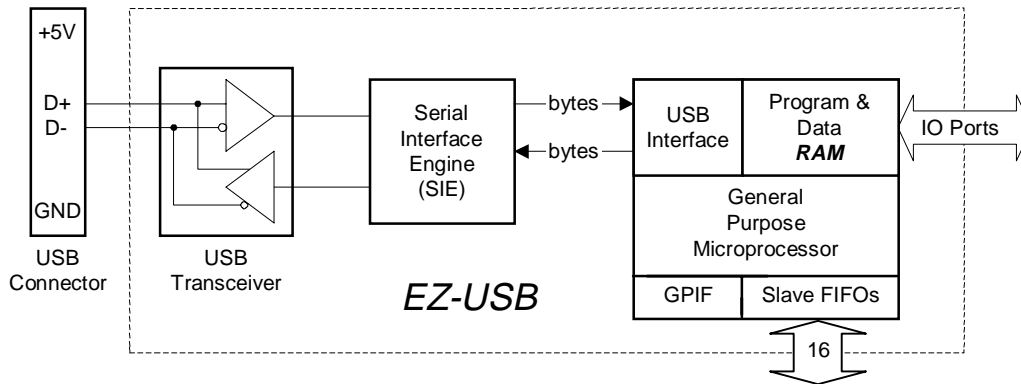 +5V
D+
D-
GND
USB
Connector
USB
Transceiver
Serial
Interface
Engine
(SIE)
bytes
bytes
USB
Interface
Program &
Data
RAM
IO Ports
General
Purpose
Microprocessor
GPIF
Slave FIFOs
16
EZ-USB